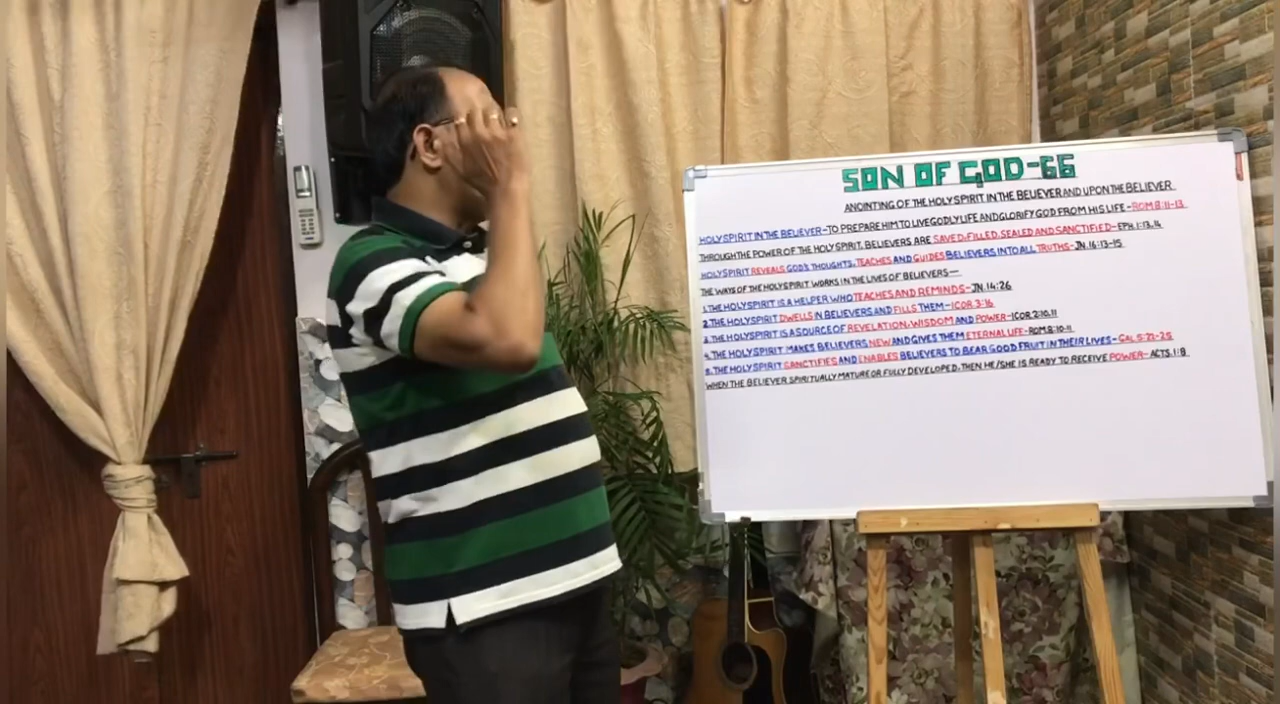 SON OF GOD-66
ANOINTING OF THE HOLY SPIRIT IN THE BELIEVER AND UPON THE BELIEVER
HOLY SPIRIT IN THE BELIEVER-TO PREPARE HIM TO LIVE GODLY LIFE AND GLORIFY GOD FROM HIS LIFE-ROM 8:11-13
THROUGH THE POWER OF THE HOLY SPIRIT, BELIEVERS ARE SAVED, FILLED, SEALED AND SANCTIFIED-EPH.1:13,14
HOLY SPIRIT REVEALS GOD'S THOUGHTS, TEACHES AND GUIDES BELIEVERS INTO ALL TRUTHS-JN.16:13-15
THE WAYS OF THE HOLY SPIRIT WORKS IN THE LIVES OF BELIEVERS-
1.THE HOLY SPIRIT IS A HELPER WHO TEACHES AND REMINDS-JN.14:26
2.THE HOLY SPIRIT DWELLS IN BELIEVERS AND FILLS THEM-1COR.3:16
3.THE HOLY SPIRIT IS A SOURCE OF REVELATION, WISDOM AND POWER-1COR 2:10,11
4.THE HOLY SPIRIT MAKES BELIEVERS NEW AND GIVES THEM ETERNAL LIFE-ROM.8:10-11
5.THE HOLY SPIRIT SANCTIFIES AND ENABLES BELIEVERS TO BEAR GOOD FRUIT IN THEIR LIVES-GAL 5:21-25
WHEN THE BELIEVER SPIRITUALLY MATURE OR FULLY DEVELOPED, THEN HE/SHE IS READY TO RECEIVE POWER-ACTS.1:8